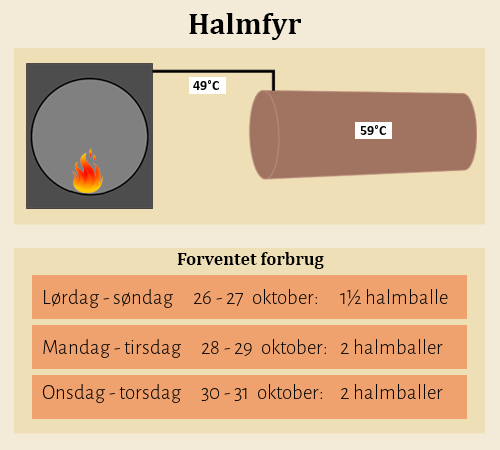 Halmfyr
49°C
59°C
Forventet forbrug
Lørdag - søndag 26 - 27 oktober: 1½ halmballe
Mandag - tirsdag 28 - 29 oktober: 2 halmballer
Onsdag - torsdag 30 - 31 oktober: 2 halmballer